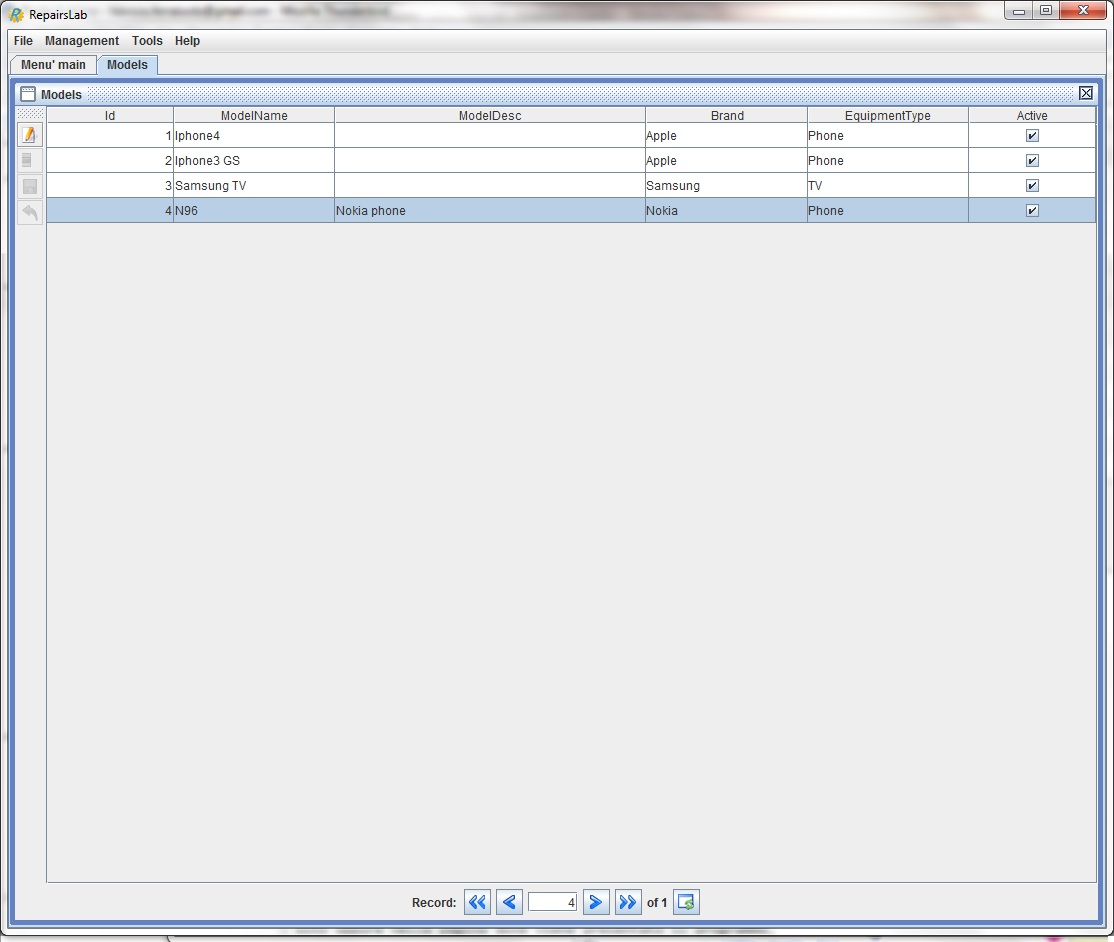 RepairsLab
File Management Tools Help
Menu' main Models
Models
Id ModelName ModelDesc Brand EquipmentType Active
1 Iphone4 Apple Phone
2 Iphone3 GS Apple Phone
3 Samsung TV Samsung TV
4 N96 Nokia phone Nokia Phone
Record: 4 of 1